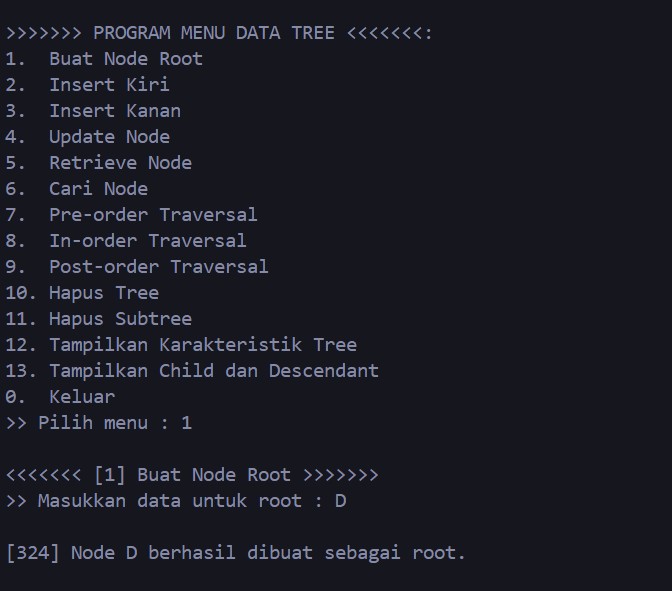 >>>>>>> PROGRAM MENU DATA TREE <<<<<<<:
1.  Buat Node Root
2.  Insert Kiri
3.  Insert Kanan
4.  Update Node
5.  Retrieve Node
6.  Cari Node
7.  Pre-order Traversal
8.  In-order Traversal
9.  Post-order Traversal
10. Hapus Tree
11. Hapus Subtree
12. Tampilkan Karakteristik Tree
13. Tampilkan Child dan Descendant
0.  Keluar
>> Pilih menu : 1
<<<<<<< [1] Buat Node Root >>>>>>>
>> Masukkan data untuk root : D
[324] Node D berhasil dibuat sebagai root.